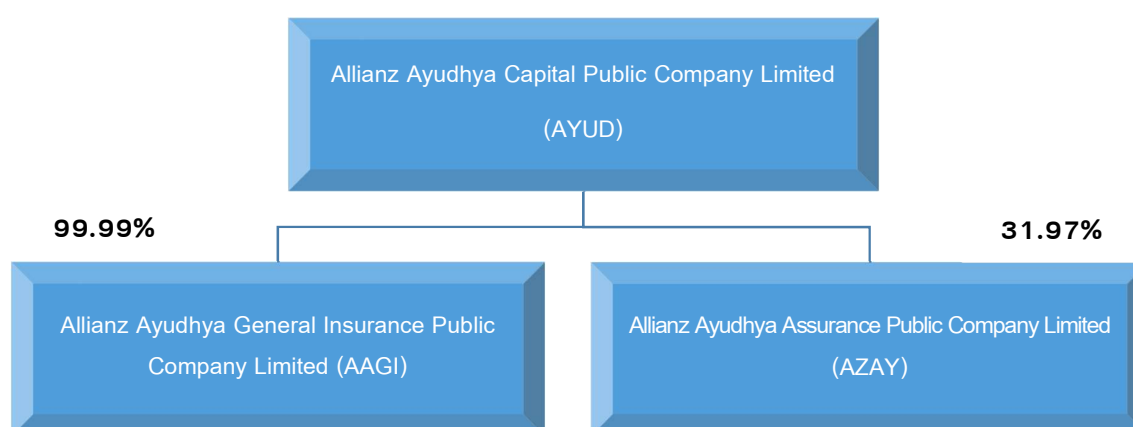 Allianz Ayudhya Capital Public Company Limited
(AYUD)
99.99%
31.97%
Allianz Ayudhya General Insurance Public
Company Limited (AAGI)
Allianz Ayudhya Assurance Public Company Limited
(AZAY)